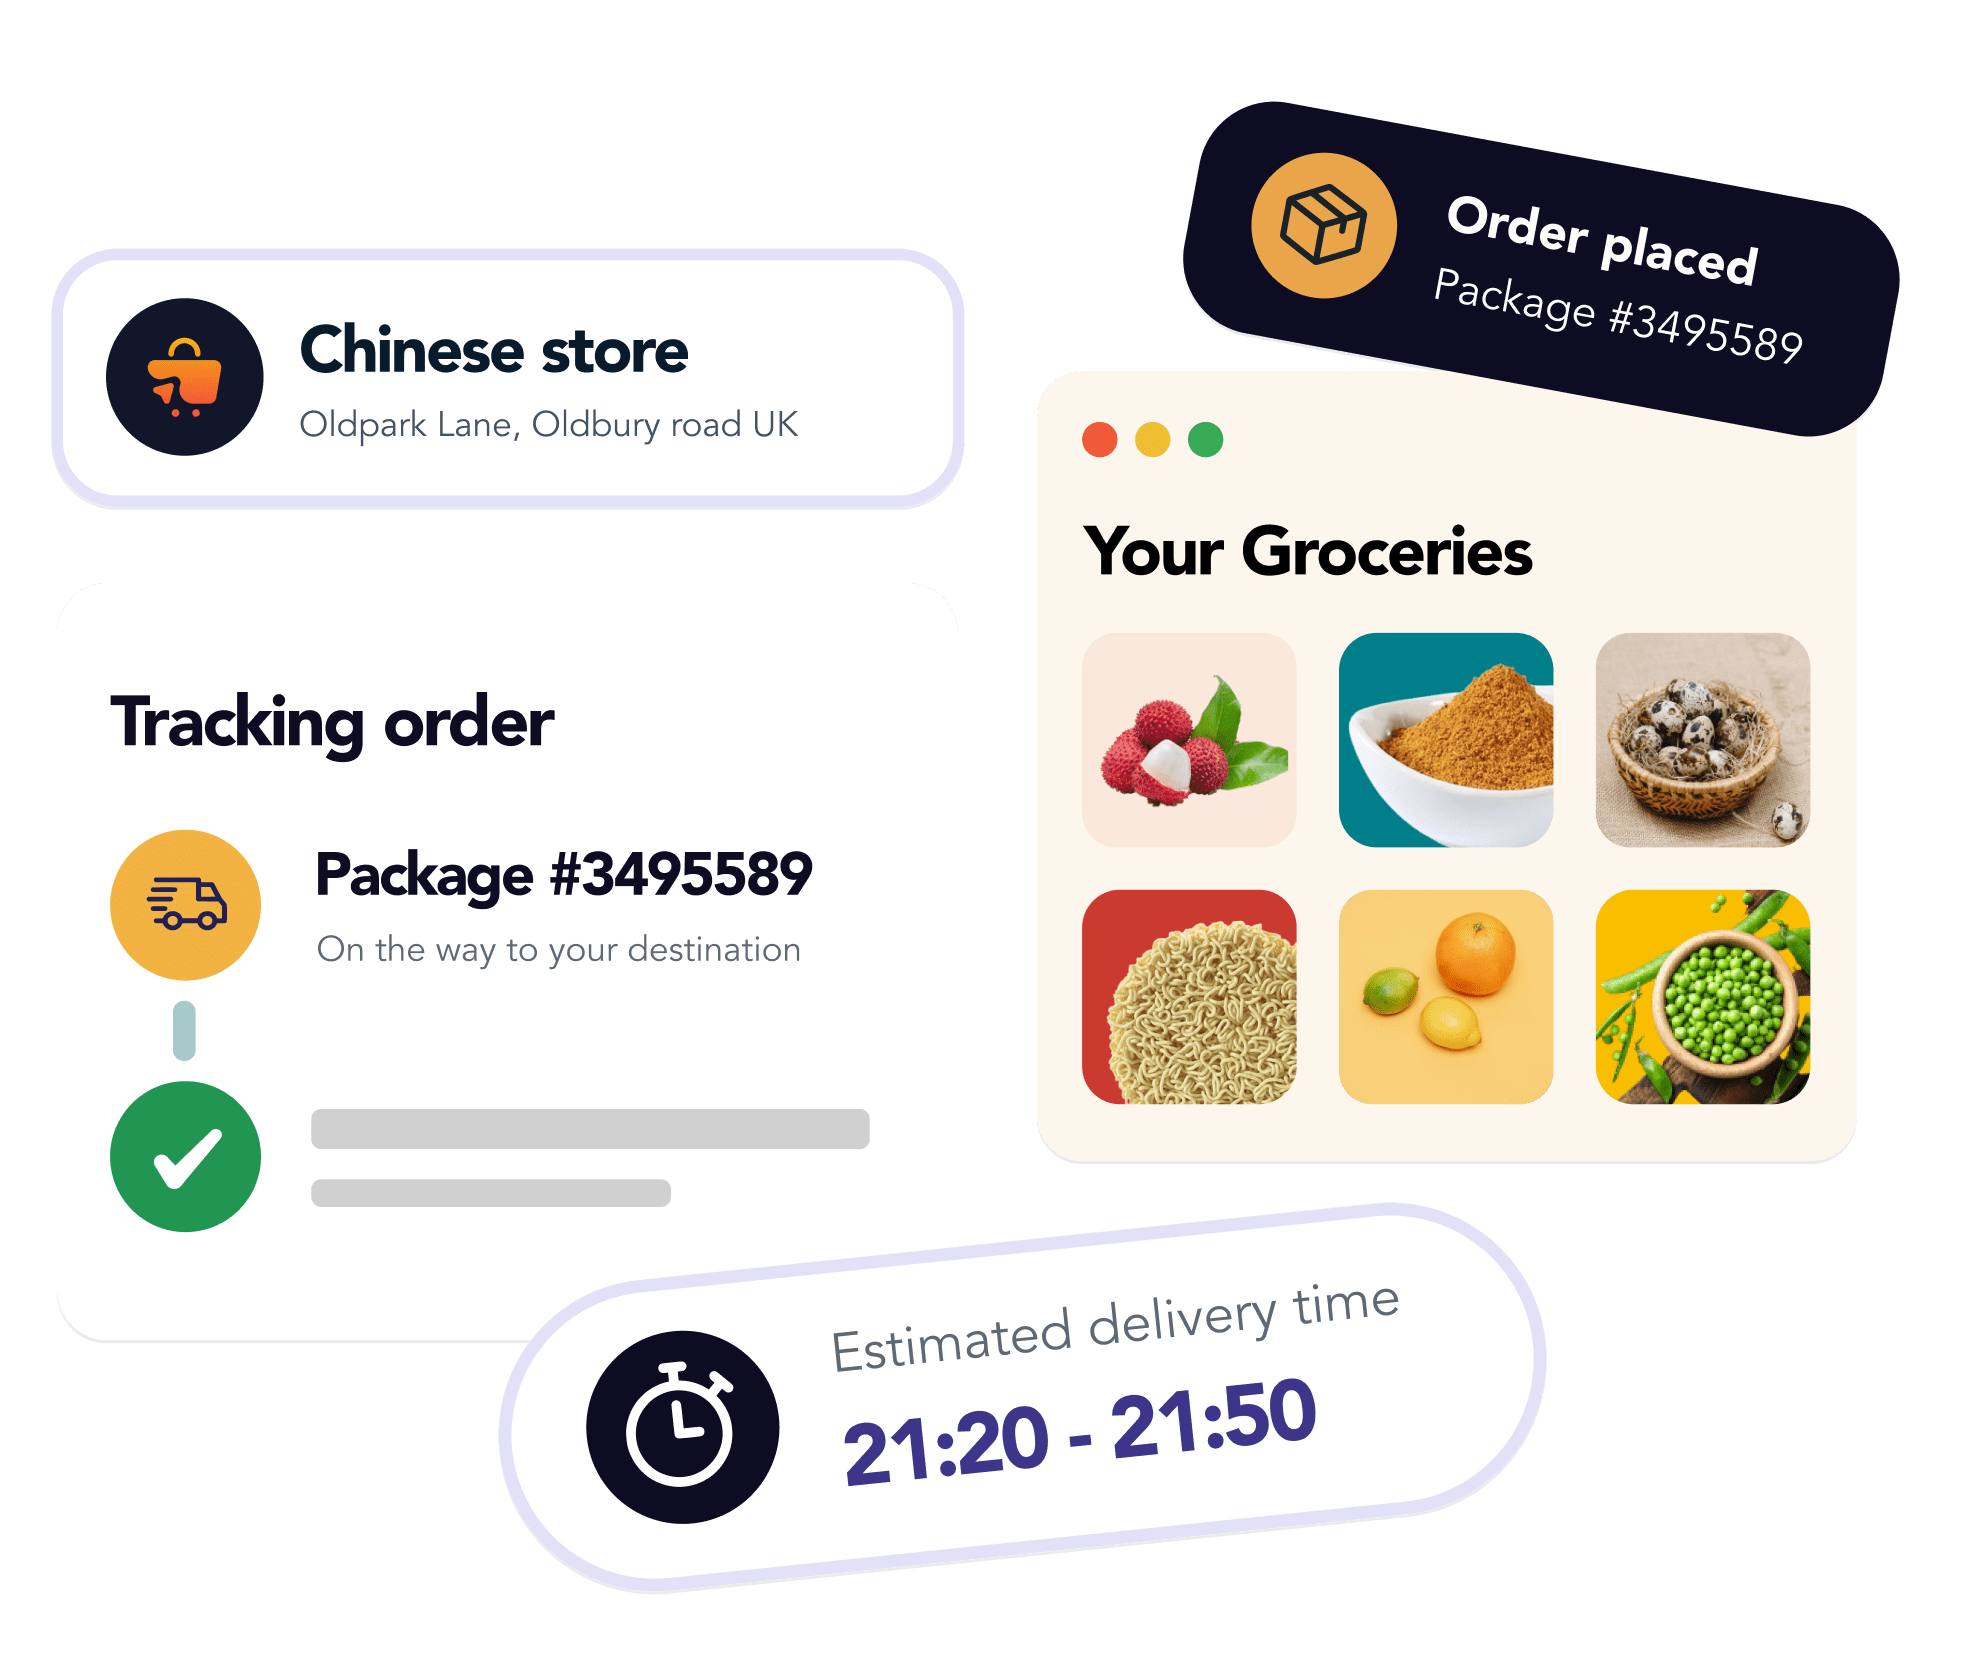 Order placed
Package #3495589
Chinese store
Oldpark Lane, Oldbury road UK
Your Groceries
Tracking order
Package #3495589
On the way to your destination
Estimated delivery time
21:20 - 21:50